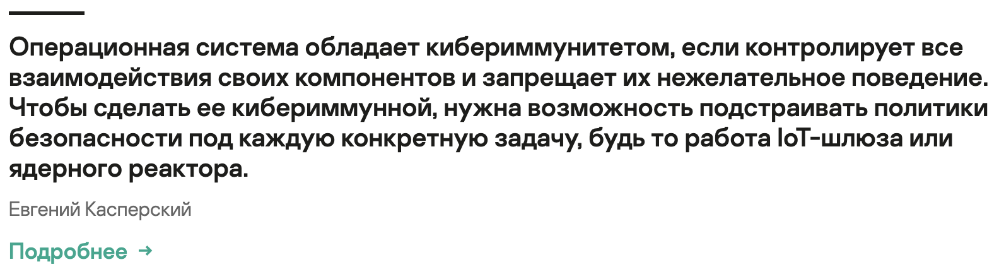 Операционная система обладает кибериммунитетом, если контролирует все
взаимодействия своих компонентов и запрещает их нежелательное поведение.
Чтобы сделать ее кибериммунной, нужна возможность подстраивать политики
безопасности под каждую конкретную задачу, будь то работа IoT-шлюза или
ядерного реактора.
Евгений Касперский
Подробнее →